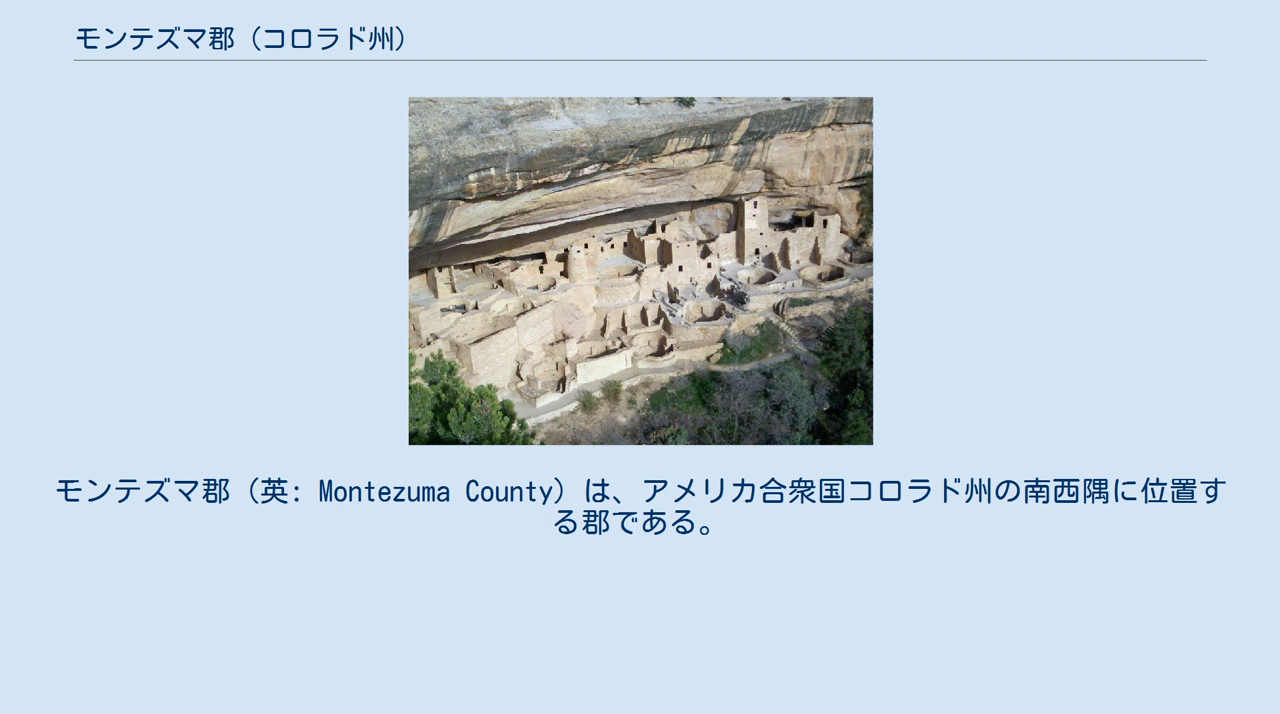 モンテズマ郡（コロラド州）
モンテズマ郡（英: Montezuma County）は、アメリカ合衆国コロラド州の南西隅に位置す
る郡である。